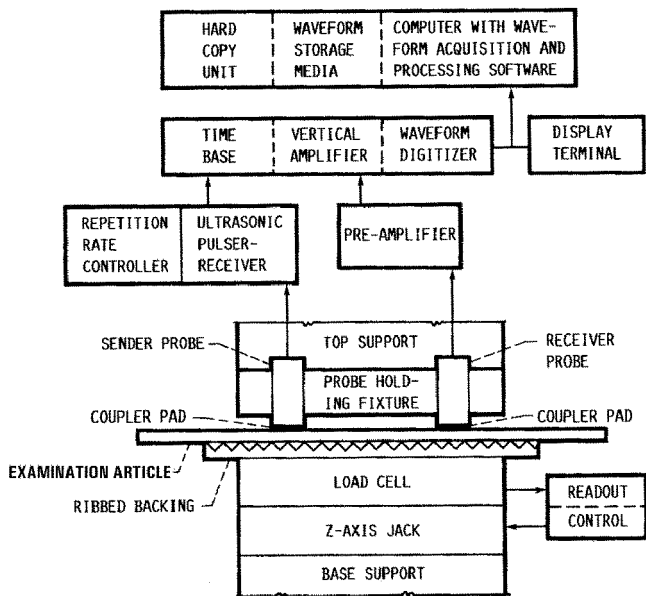 HARD
COPY
UNIT
WAVEFORM
STORAGE
MEDIA
COMPUTER WITH WAVE-
FORM ACQUISITION AND
PROCESSING SOFTWARE
TIME
BASE
VERTICAL
AMPLIFIER
WAVEFORM
DIGITIZER
DISPLAY
TERMINAL
REPETITION
RATE
CONTROLLER
ULTRASONIC
PULSER-
RECEIVER
PRE-AMPLIFIER
SENDER PROBE
TOP SUPPORT
RECEIVER
PROBE
PROBE HOLD-
ING FIXTURE
COUPLER PAD
COUPLER PAD
EXAMINATION ARTICLE
RIBBED BACKING
LOAD CELL
READOUT
CONTROL
Z-AXIS JACK
BASE SUPPORT